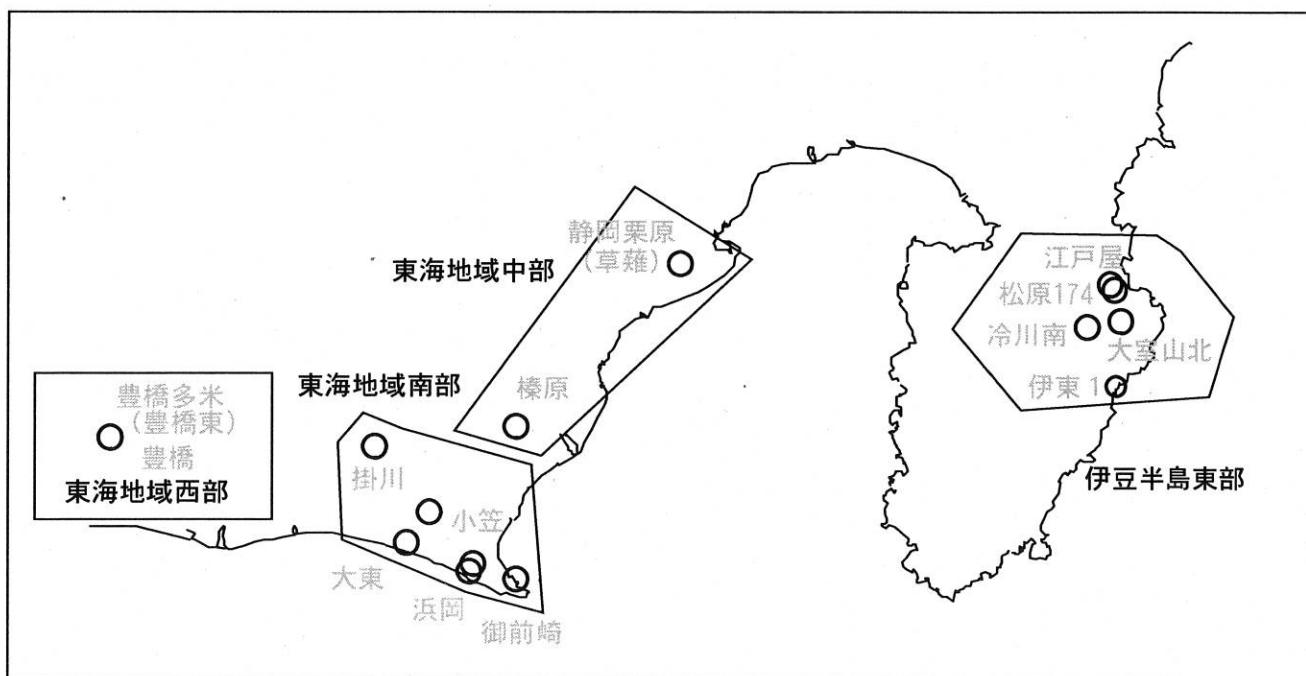 静岡栗原
（草薙）
東海地域中部
江戸屋
松原174
冷川南
大室山北
伊東1
伊豆半島東部
東海地域南部
榛原
豊橋多米
（豊橋東）
豊橋
東海地域西部
掛川
小笠
大東
浜岡
御前崎